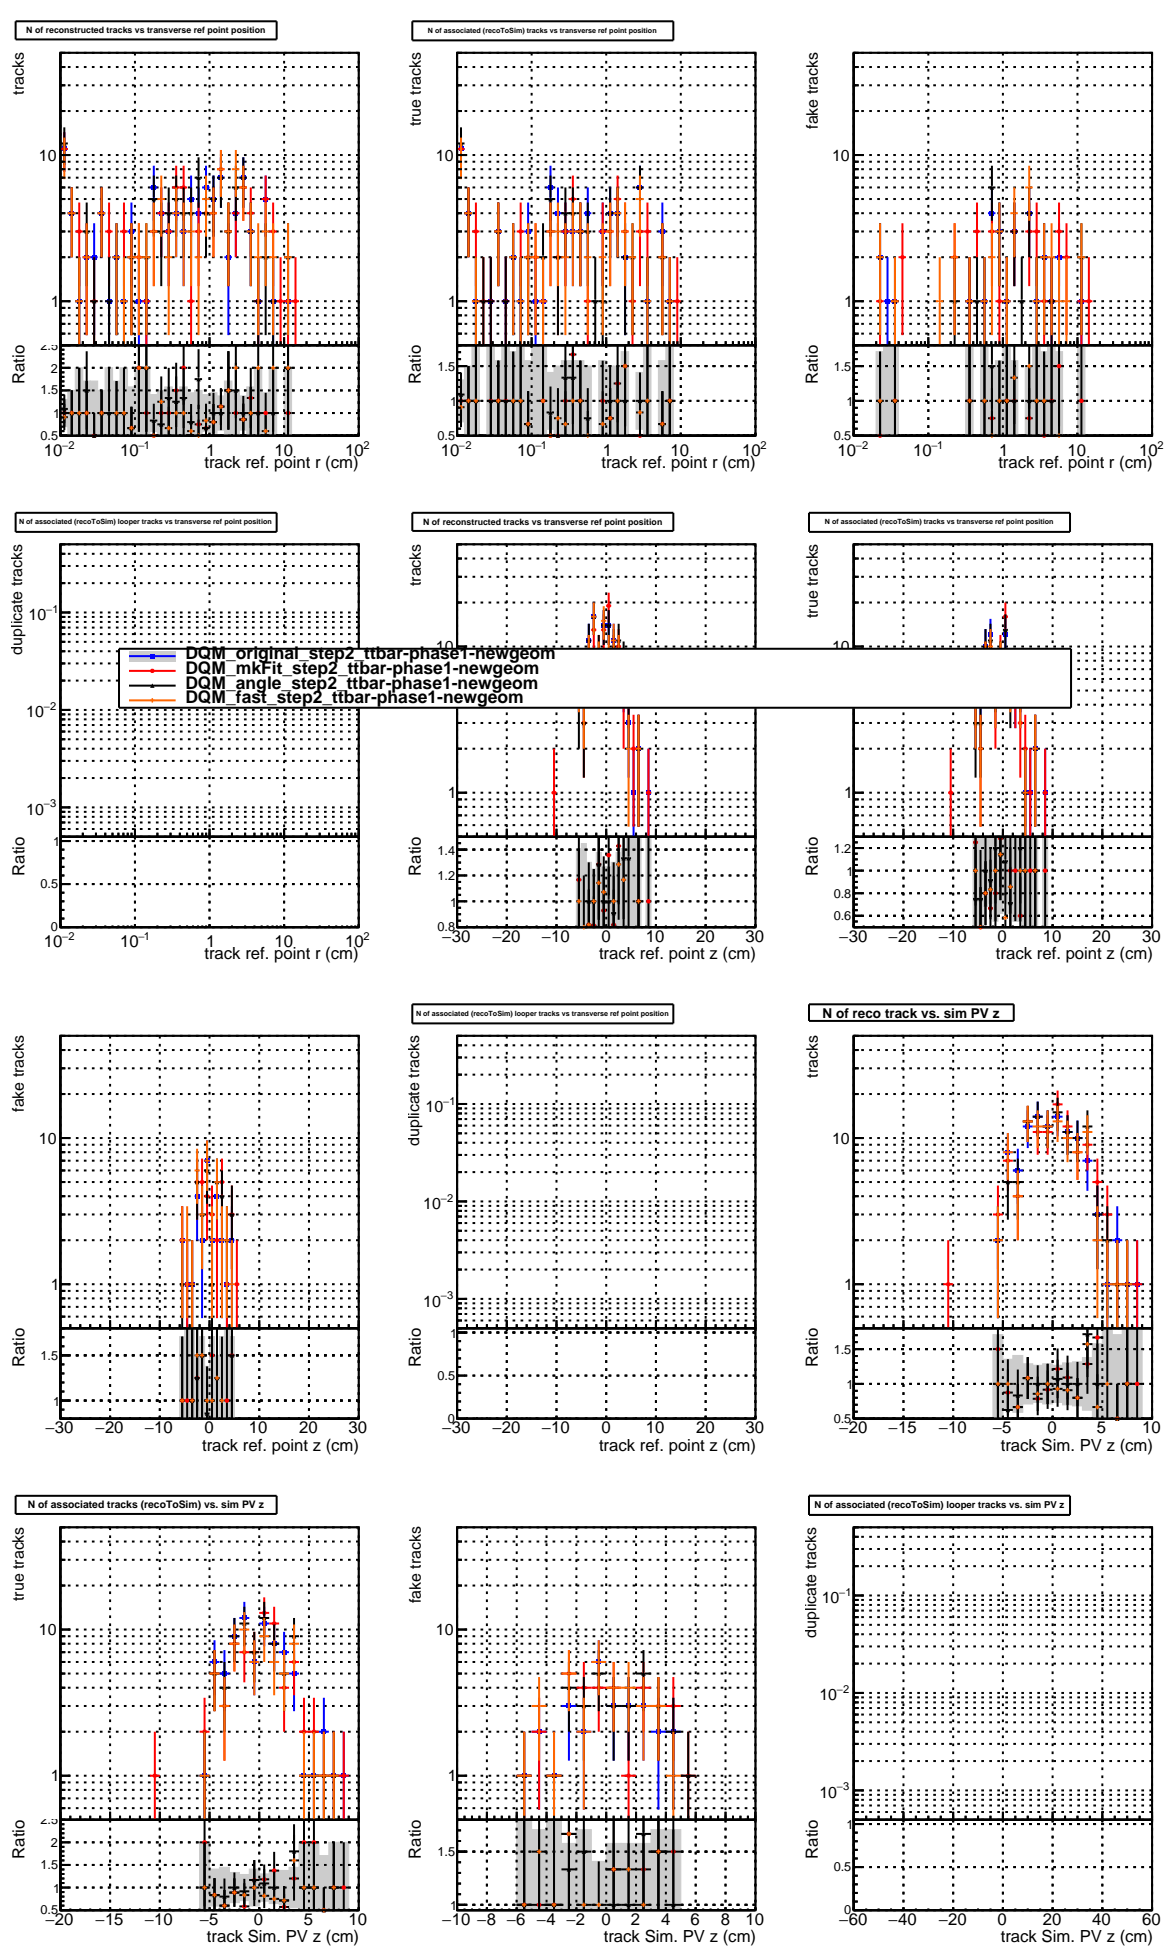 N of reconstructed tracks vs transverse ref point position
tracks
10
1
Ratio
2.5
2
1.5
1
0.5
10−2 10−1 1 10 102
track ref. point r (cm)
N of associated (recoToSim) tracks vs transverse ref point position
true tracks
10
1
Ratio
1.5
1
0.5
10−2 10−1 1 10 102
track ref. point r (cm)
fake tracks
10
1
Ratio
1.5
1
0.5
10−2 10−1 1 10 102
track ref. point r (cm)
N of associated (recoToSim) looper tracks vs transverse ref point position
duplicate tracks
10−1
10−2
10−3
Ratio
1
0.5
0
10−2 10−1 1 10 102
track ref. point r (cm)
N of reconstructed tracks vs transverse ref point position
tracks
10
1
Ratio
1.4
1.2
1
0.8
−30 −20 −10 0 10 20 30
track ref. point z (cm)
N of associated (recoToSim) tracks vs transverse ref point position
true tracks
10
1
Ratio
1.2
1
0.8
0.6
−30 −20 −10 0 10 20 30
track ref. point z (cm)
DQM_original_step2_ttbar-phase1-newgeom
DQM_mkFit_step2_ttbar-phase1-newgeom
DQM_angle_step2_ttbar-phase1-newgeom
DQM_fast_step2_ttbar-phase1-newgeom
fake tracks
10
1
Ratio
1.5
1
−30 −20 −10 0 10 20 30
track ref. point z (cm)
N of associated (recoToSim) looper tracks vs transverse ref point position
duplicate tracks
10−1
10−2
10−3
Ratio
1
0.5
0
−30 −20 −10 0 10 20 30
track ref. point z (cm)
N of reco track vs. sim PV z
tracks
10
1
Ratio
1.5
1
0.5
−20 −15 −10 −5 0 5 10
track Sim. PV z (cm)
N of associated tracks (recoToSim) vs. sim PV z
true tracks
10
1
Ratio
2.5
2
1.5
1
0.5
−20 −15 −10 −5 0 5 10
track Sim. PV z (cm)
fake tracks
10
1
Ratio
1.5
1
−10 −8 −6 −4 −2 0 2 4 6 8 10
track Sim. PV z (cm)
N of associated (recoToSim) looper tracks vs. sim PV z
duplicate tracks
10−1
10−2
10−3
Ratio
1
0.5
0
−60 −40 −20 0 20 40 60
track Sim. PV z (cm)